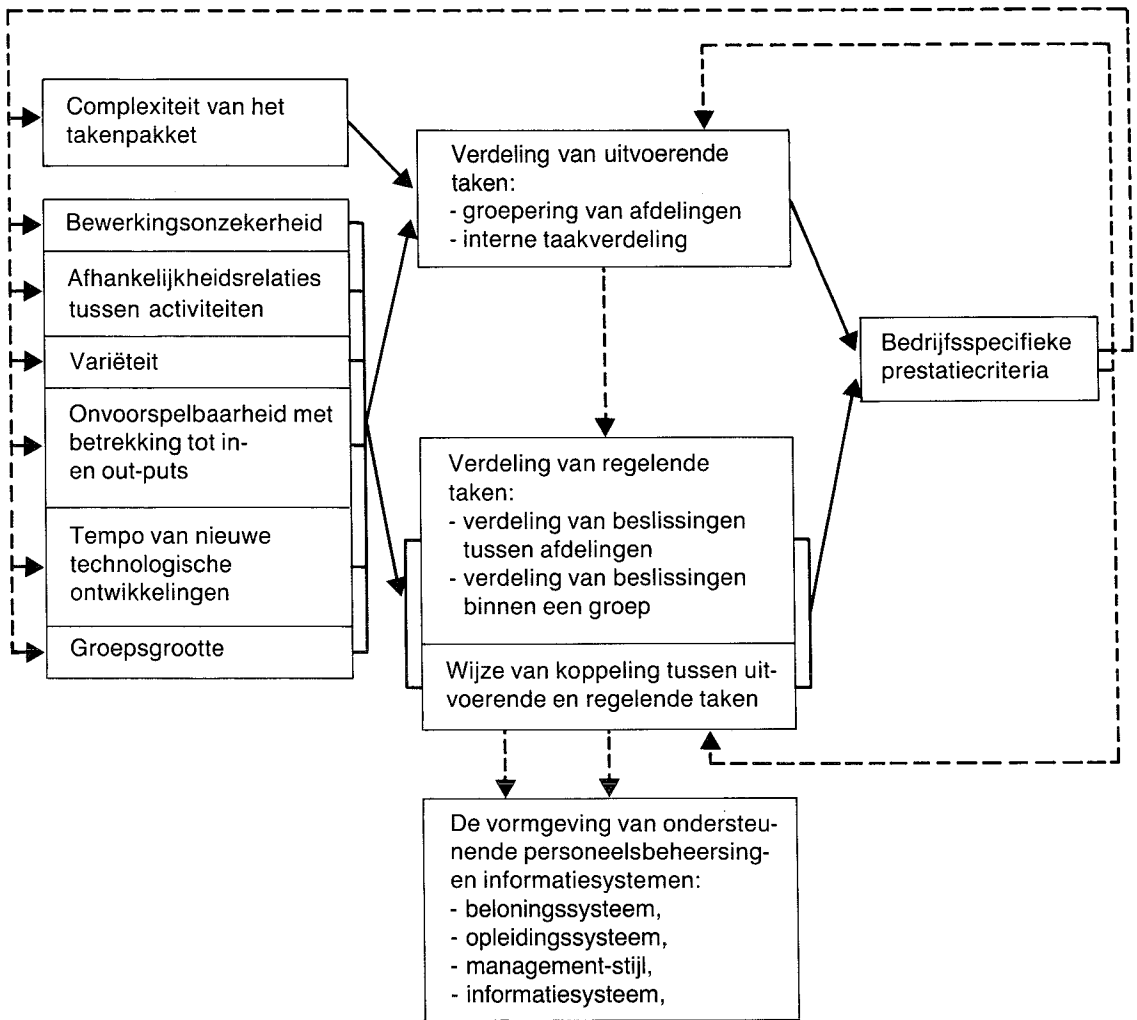 Complexiteit van het
takenpakket
Bewerkingsonzekerheid
Afhankelijkheidsrelaties
tussen activiteiten
Variëteit
Onvoorspelbaarheid met
betrekking tot in-
en out-puts
Tempo van nieuwe
technologische
ontwikkelingen
Groepsgrootte
Verdeling van uitvoerende
taken:
- groepering van afdelingen
- interne taakverdeling
Verdeling van regelende
taken:
- verdeling van beslissingen
tussen afdelingen
- verdeling van beslissingen
binnen een groep
Wijze van koppeling tussen uit-
voerende en regelende taken
De vormgeving van ondersteu-
nende personeelsbeheersing-
en informatiesystemen:
- beloningssysteem,
- opleidingssysteem,
- management-stijl,
- informatiesysteem,
Bedrijfsspecifieke
prestatiecriteria